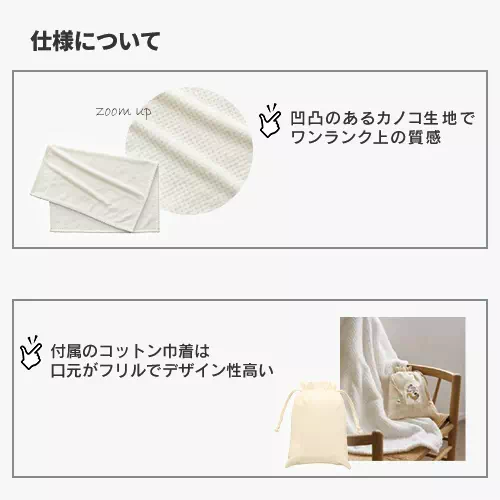 仕様について
zoom up
凹凸のあるカノコ生地で
ワンランク上の質感
付属のコットン巾着は
口元がフリルでデザイン性高い